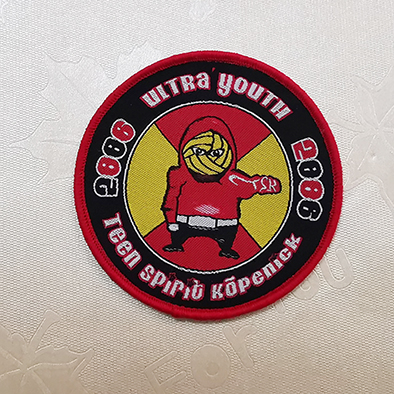 ULTRA YOUTH
2006
2006
TEEN SPIRIT KÖPENICK
TSK